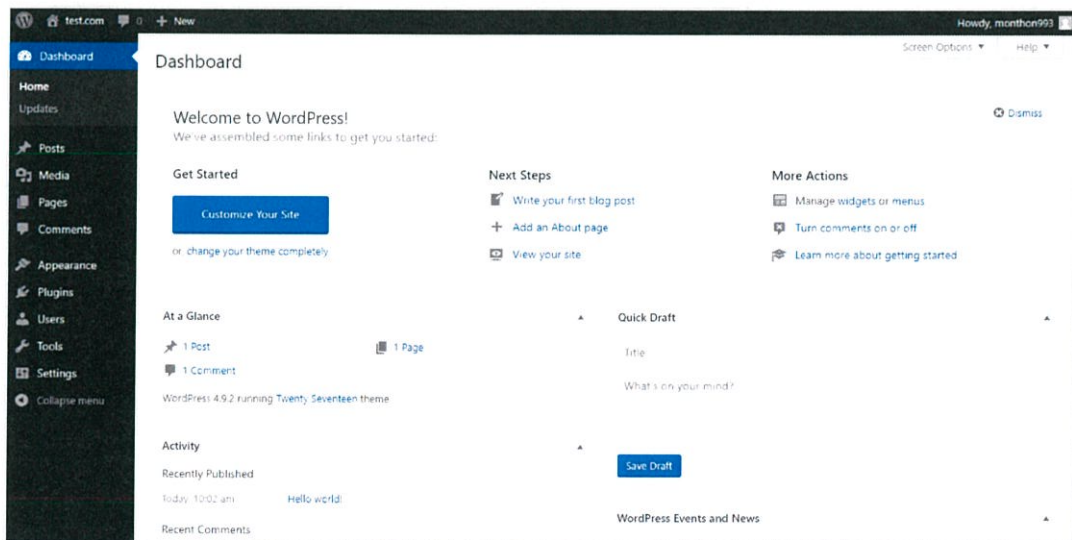 test.com 0 + New
Howdy, monthon993
Dashboard
Home
Updates
Posts
Media
Pages
Comments
Appearance
Plugins
Users
Tools
Settings
Collapse menu
Screen Options ▼ Help ▼
Dashboard
Welcome to WordPress!
We've assembled some links to get you started:
Dismiss
Get Started
Customize Your Site
or, change your theme completely
Next Steps
Write your first blog post
Add an About page
View your site
More Actions
Manage widgets or menus
Turn comments on or off
Learn more about getting started
At a Glance
1 Post
1 Page
1 Comment
WordPress 4.9.2 running Twenty Seventeen theme
Activity
Recently Published
Today, 10:02 am Hello world!
Recent Comments
Quick Draft
Title
What's on your mind?
Save Draft
WordPress Events and News